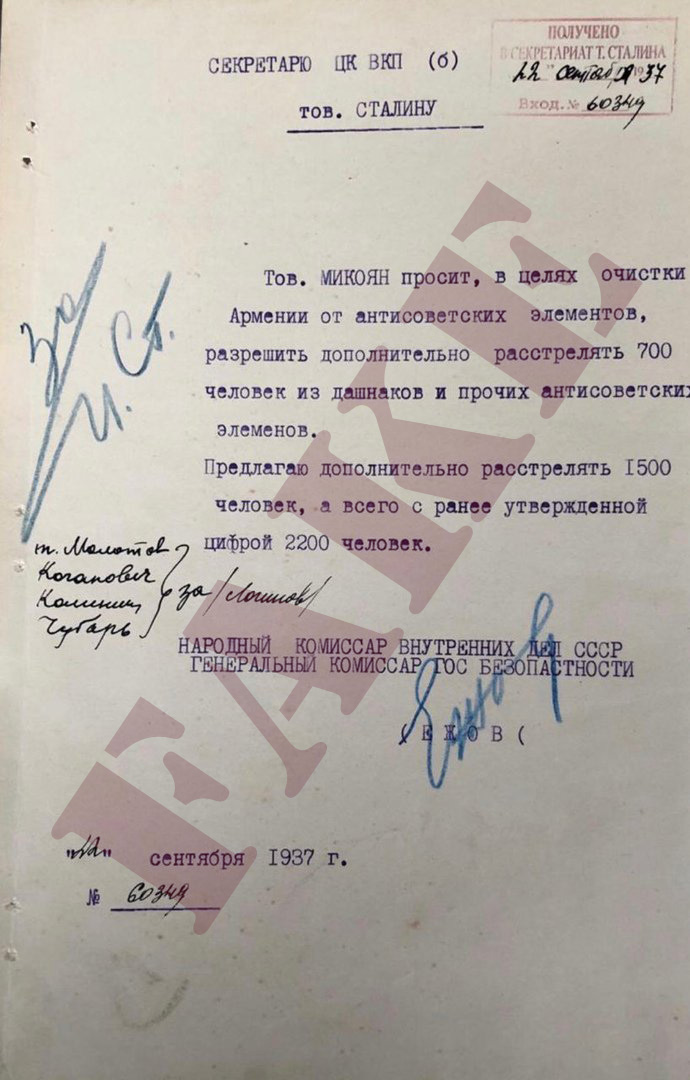 ПОЛУЧЕНО
В СЕКРЕТАРИАТ Т. СТАЛИНА
"22" сентября 1937
Вход. № 60349
СЕКРЕТАРЮ ЦК ВКП (б)
тов. СТАЛИНУ
за
И. Ст.
Тов. МИКОЯН просит, в целях очистки
Армении от антисоветских элементов,
разрешить дополнительно расстрелять 700
человек из дашнаков и прочих антисоветских
элеменов.
Предлагаю дополнительно расстрелять 1500
человек, а всего с ранее утвержденной
цифрой 2200 человек.
т. Молотов
Каганович
Калинин
Чубарь
за
НАРОДНЫЙ КОМИССАР ВНУТРЕННИХ ДЕЛ СССР
ГЕНЕРАЛЬНЫЙ КОМИССАР ГОС БЕЗОПАСТНОСТИ
Ежов
( Е Ж О В (
"22" сентября 1937 г.
№ 60349
FAKE